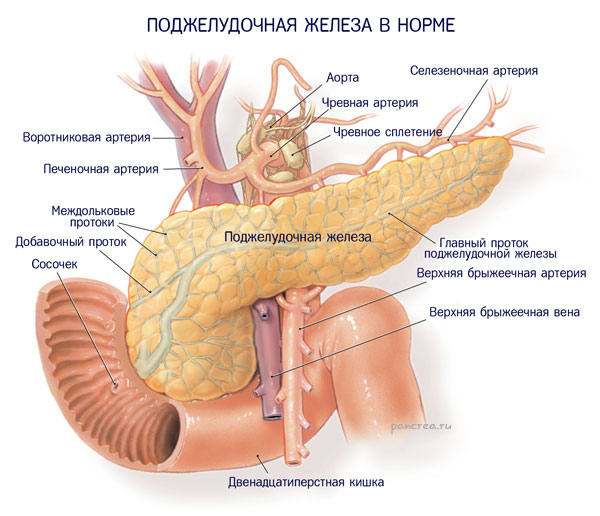 ПОДЖЕЛУДОЧНАЯ ЖЕЛЕЗА В НОРМЕ
Аорта
Селезеночная артерия
Чревная артерия
Воротниковая артерия
Чревное сплетение
Печеночная артерия
Междольковые
протоки
Добавочный проток
Поджелудочная железа
Главный проток
поджелудочной железы
Сосочек
Верхняя брыжеечная артерия
Верхняя брыжеечная вена
pancrea.ru
Двенадцатиперстная кишка